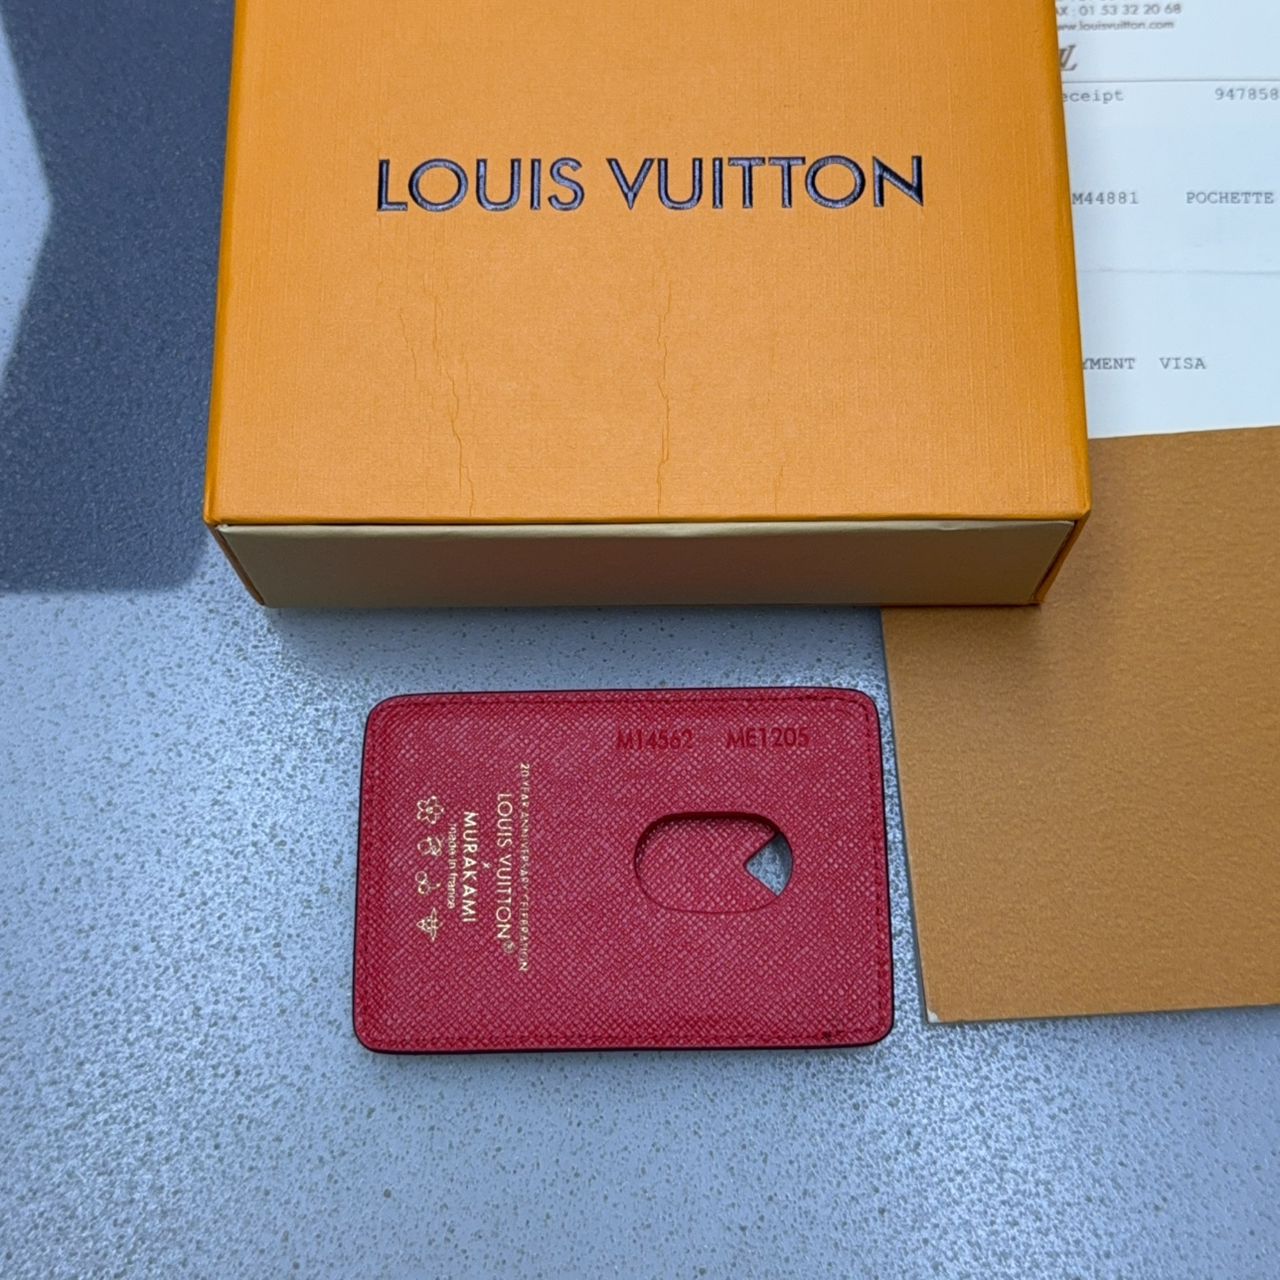 LOUIS VUITTON
01 53 32 20 68
www.louisvuitton.com
LV
eceipt 947858
M44881 POCHETTE
YMENT VISA
M14562 ME1205
20 YEAR ANNIVERSARY CELEBRATION
LOUIS VUITTON®
×
MURAKAMI
made in france